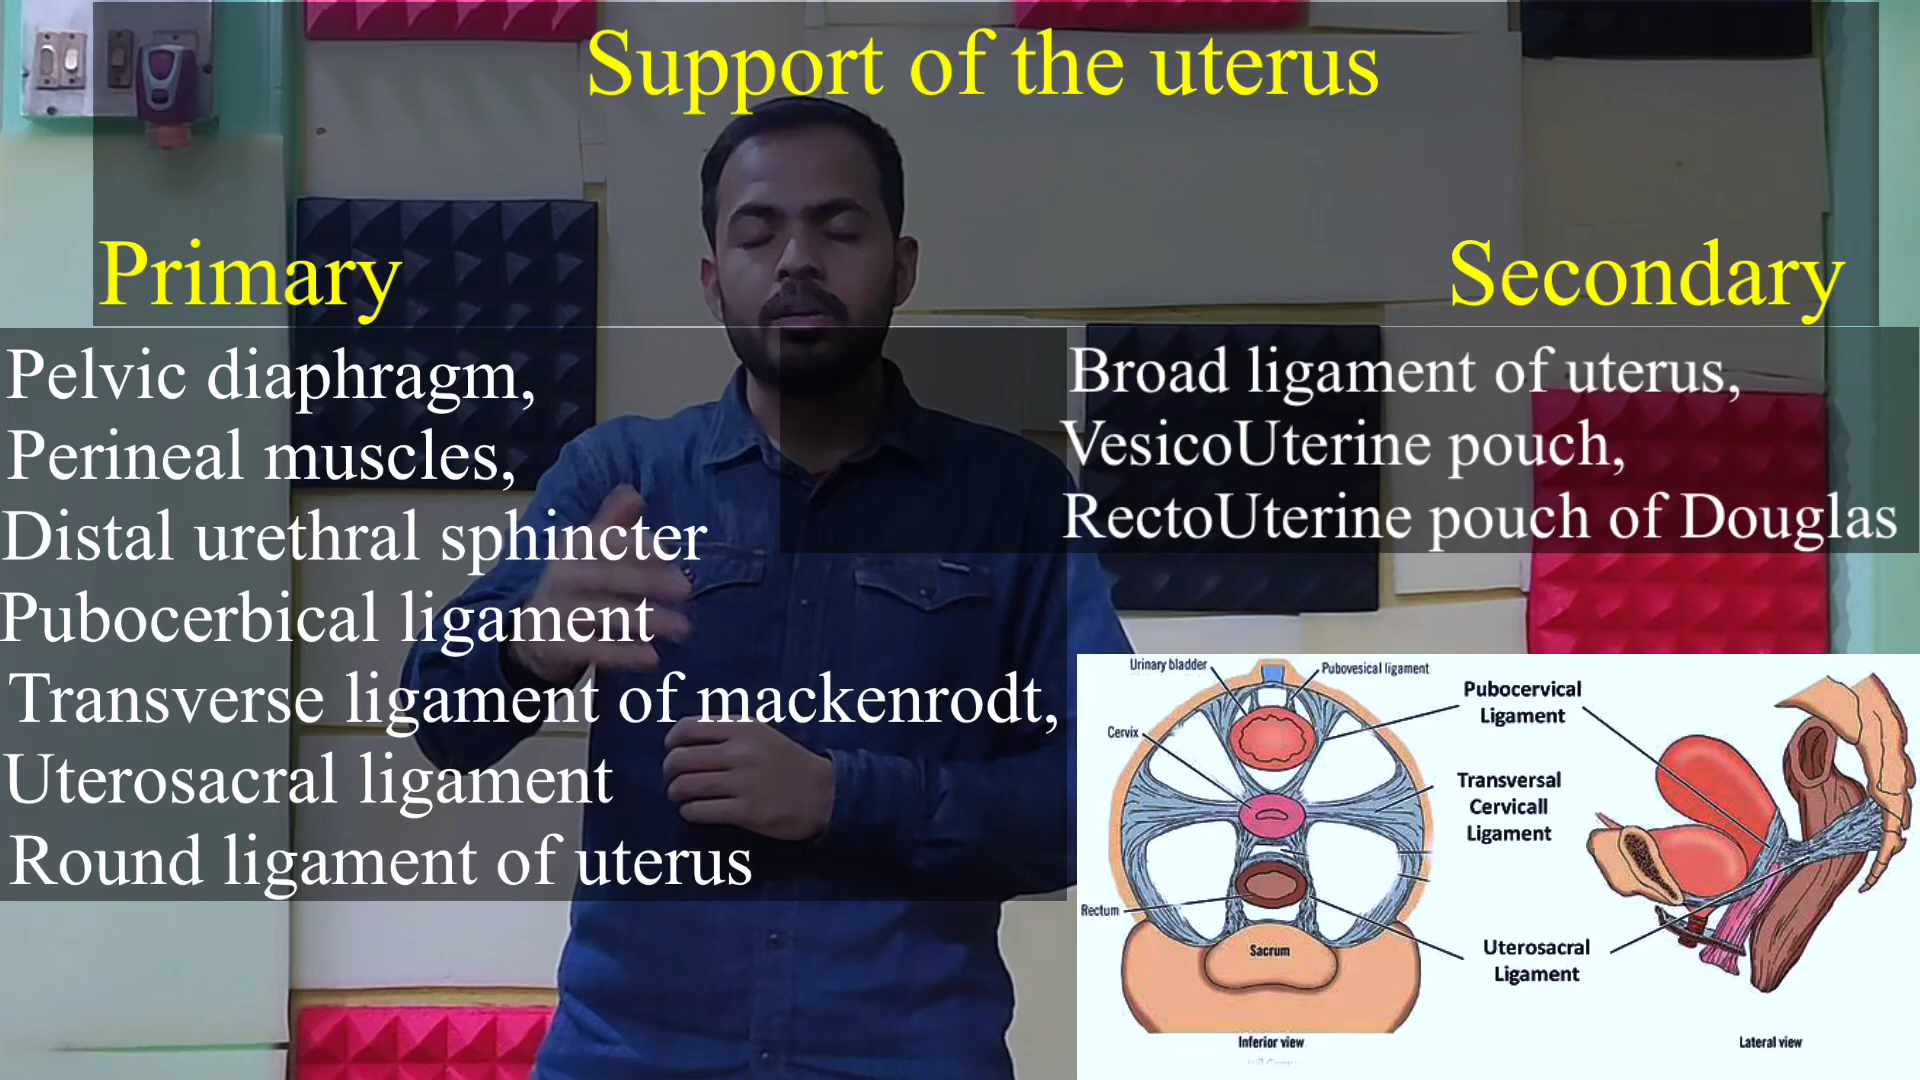 Support of the uterus
Primary
Secondary
Pelvic diaphragm,
Perineal muscles,
Distal urethral sphincter
Pubocerbical ligament
Transverse ligament of mackenrodt,
Uterosacral ligament
Round ligament of uterus
Broad ligament of uterus,
VesicoUterine pouch,
RectoUterine pouch of Douglas
Urinary bladder
Pubovesical ligament
Cervix
Rectum
Sacrum
Inferior view
Pubocervical
Ligament
Transversal
Cervicall
Ligament
Uterosacral
Ligament
Lateral view